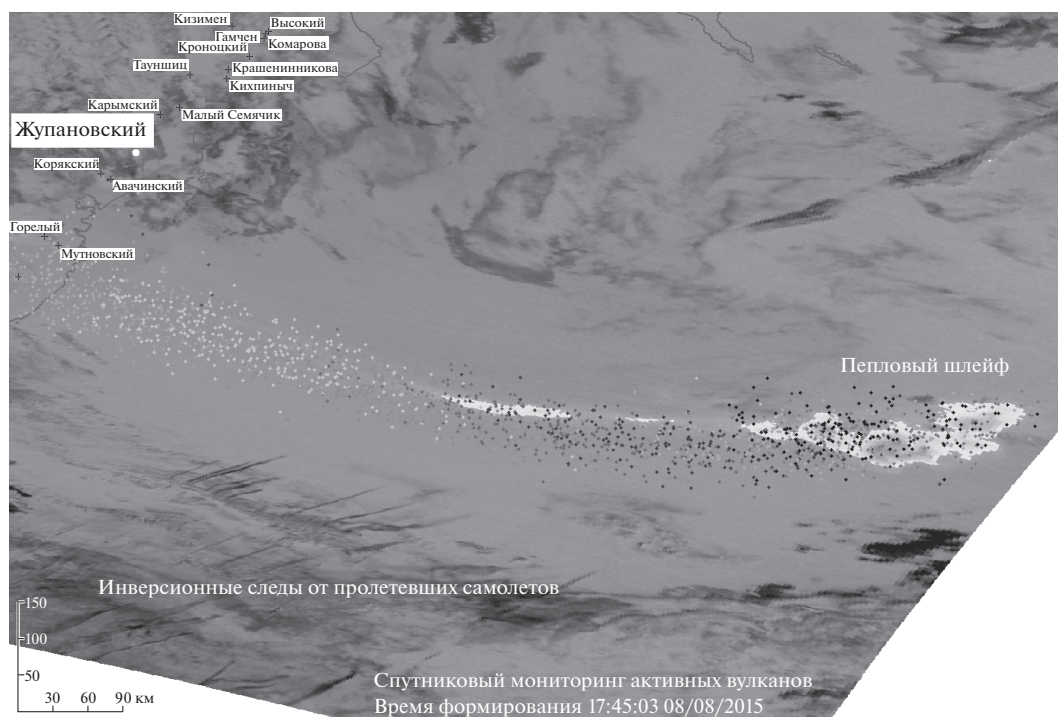 Кизимен
Высокий
Гамчен
Комарова
Кроноцкий
Тауншиц
Крашенинникова
Кихпиныч
Карымский
Малый Семячик
Жупановский
Корякский
Авачинский
Горелый
Мутновский
Пепловый шлейф
Инверсионные следы от пролетевших самолетов
150
100
50
30 60 90 км
Спутниковый мониторинг активных вулканов
Время формирования 17:45:03 08/08/2015